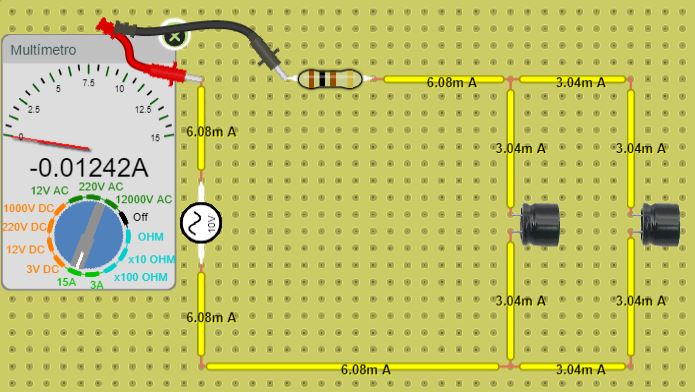 Multímetro
0
2.5
5
7.5
10
12.5
15
-0.01242A
12V AC
220V AC
12000V AC
1000V DC
Off
220V DC
OHM
12V DC
x10 OHM
3V DC
x100 OHM
15A
3A
10V
6.08m A
6.08m A
3.04m A
3.04m A
3.04m A
3.04m A
3.04m A
6.08m A
6.08m A
3.04m A